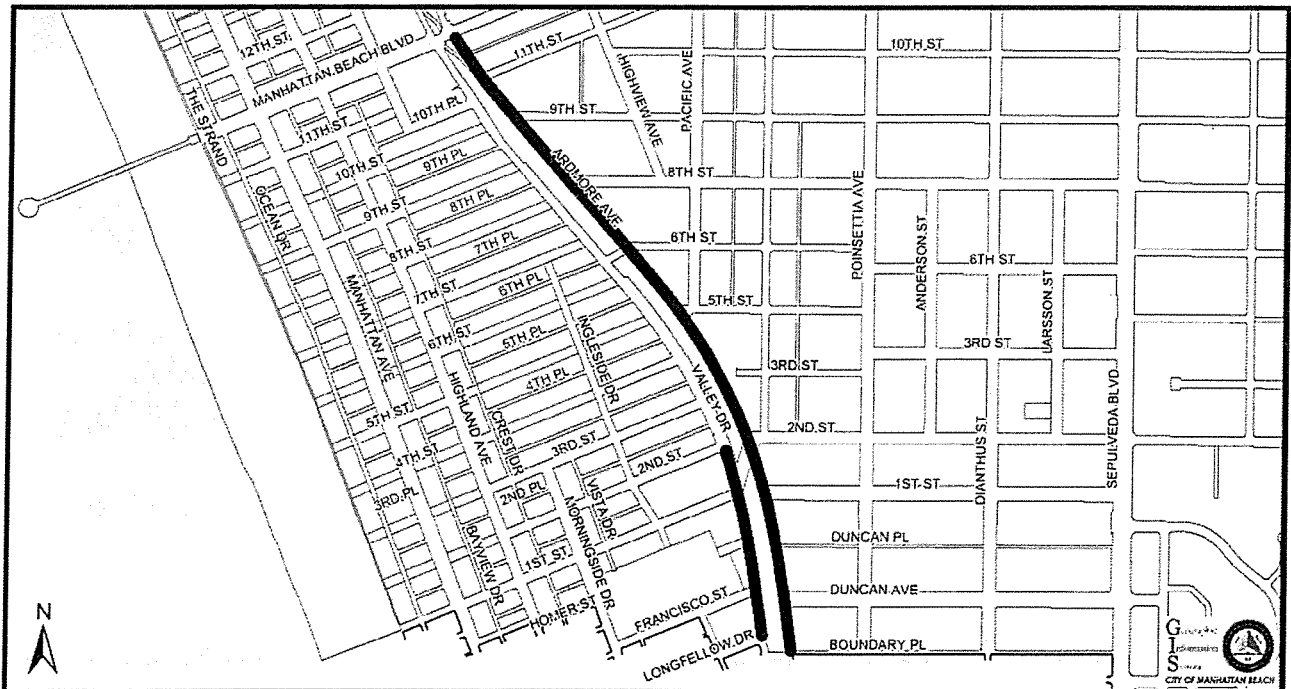 12TH ST
MANHATTAN BEACH BLVD
THE STRAND
11TH ST
10TH PL
10TH ST
9TH PL
OCEAN DR
9TH ST
8TH PL
8TH ST
7TH PL
MANHATTAN AVE
7TH ST
6TH PL
6TH ST
5TH PL
INGLESIDE DR
4TH PL
5TH ST
HIGHLAND AVE
CREST DR
3RD ST
4TH ST
2ND ST
3RD PL
2ND PL
VISTA DR
MORNINGSIDE DR
BAYVIEW DR
1ST ST
HOMER ST
FRANCISCO ST
LONGFELLOW DR
11TH ST
HIGHVIEW AVE
PACIFIC AVE
10TH ST
9TH ST
ARDMORE AVE
8TH ST
POINSETTIA AVE
6TH ST
ANDERSON ST
6TH ST
5TH ST
LARSSON ST
3RD ST
3RD ST
VALLEY DR
SEPULVEDA BLVD
2ND ST
DIANTHUS ST
1ST ST
DUNCAN PL
DUNCAN AVE
BOUNDARY PL
N
Geographic
Information
S
CITY OF MANHATTAN BEACH